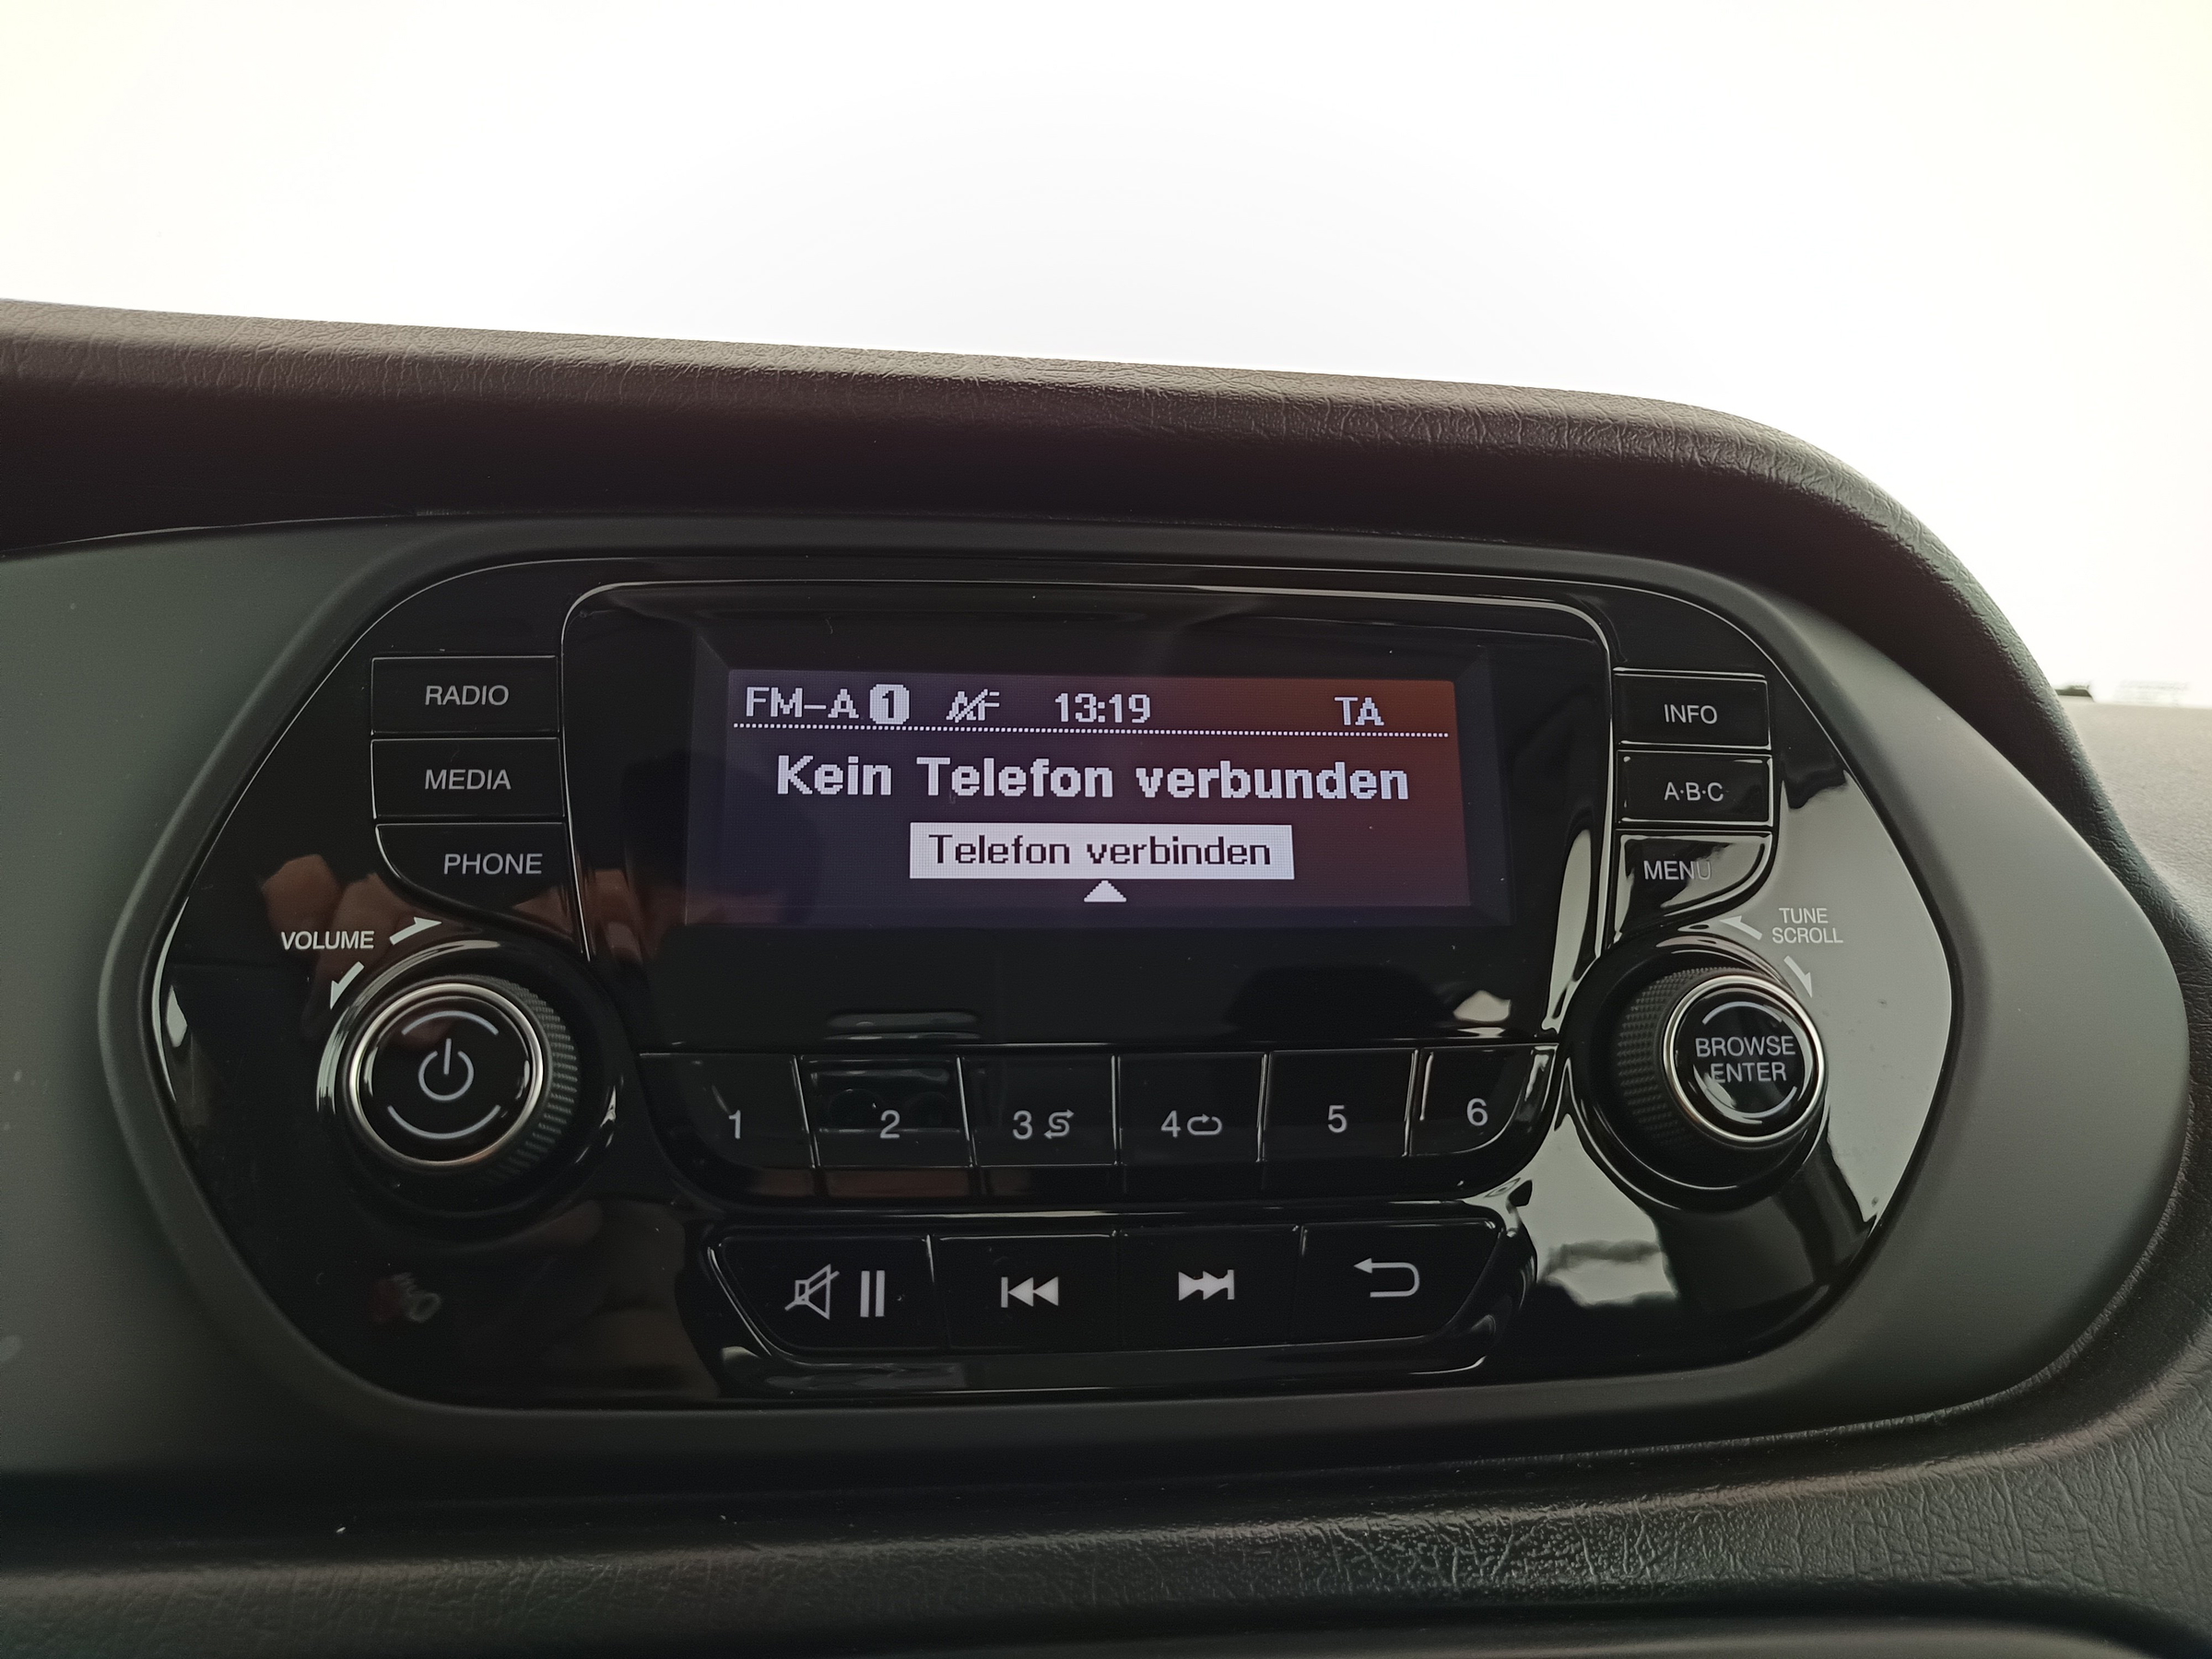 FM–A 1 AF 13:19 TA
Kein Telefon verbunden
Telefon verbinden
RADIO
MEDIA
PHONE
VOLUME
INFO
A·B·C
MENU
TUNE
SCROLL
BROWSE
ENTER
1 2 3 4 5 6